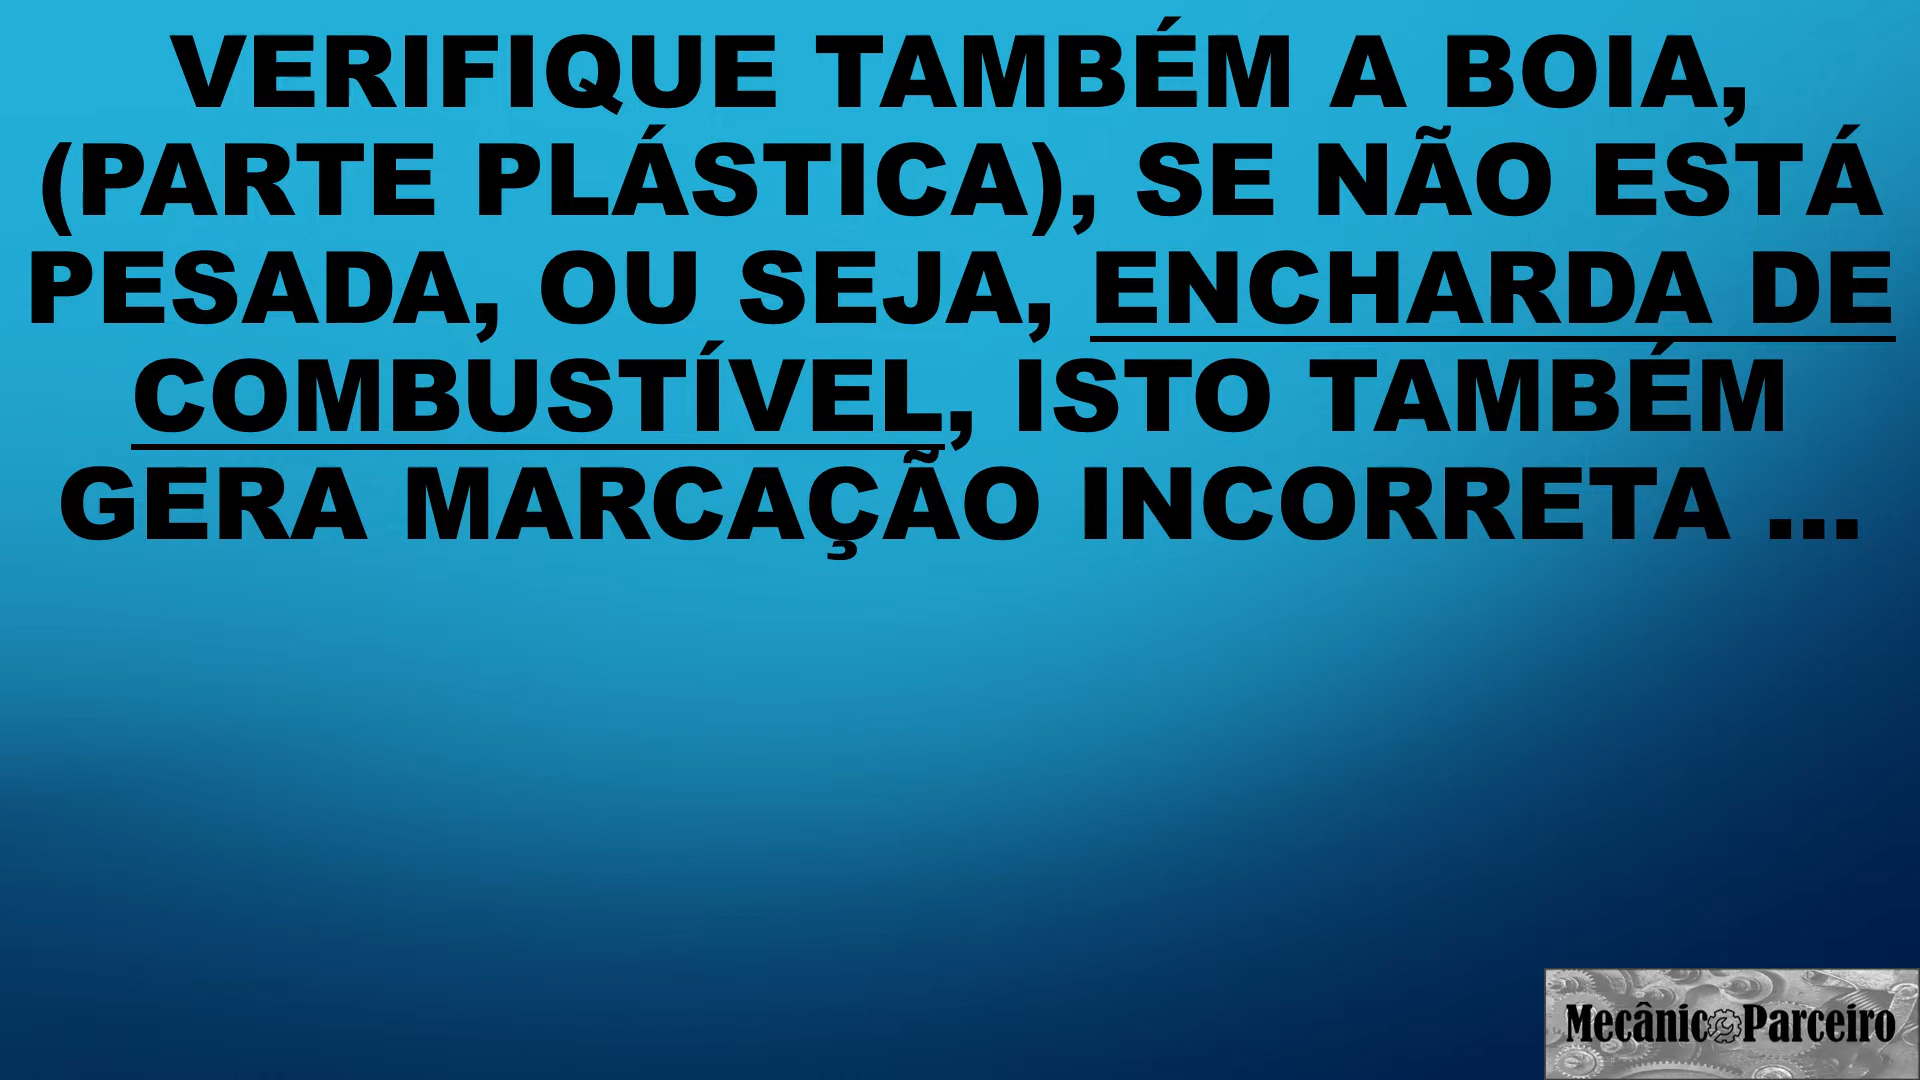 VERIFIQUE TAMBÉM A BOIA,
(PARTE PLÁSTICA), SE NÃO ESTÁ
PESADA, OU SEJA, ENCHARDA DE
COMBUSTÍVEL, ISTO TAMBÉM
GERA MARCAÇÃO INCORRETA ...
Mecânico Parceiro